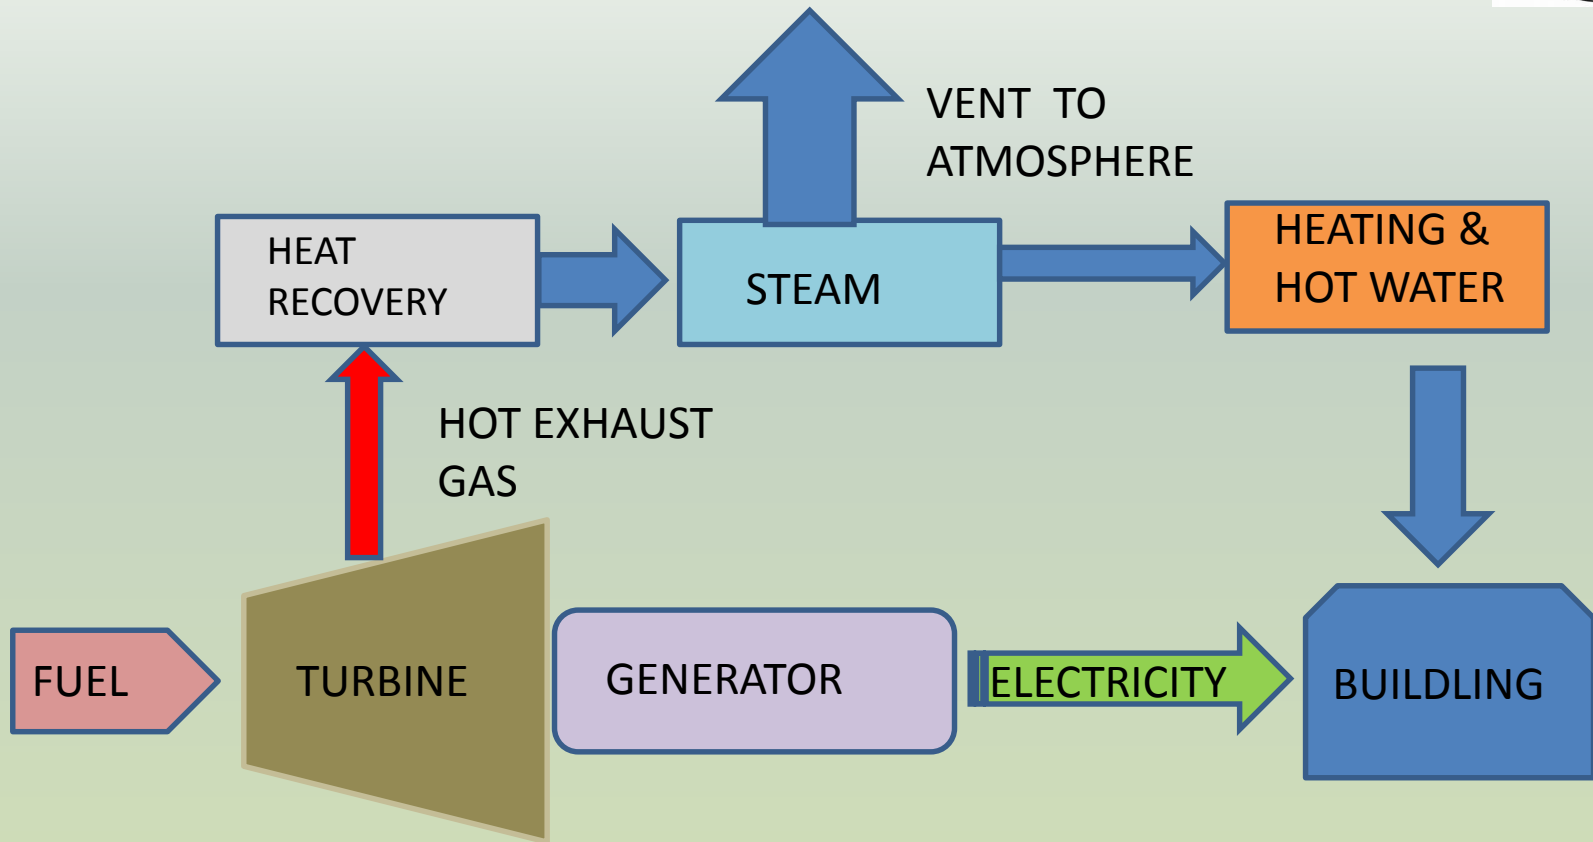 VENT TO
ATMOSPHERE
HEAT
RECOVERY
STEAM
HEATING &
HOT WATER
HOT EXHAUST
GAS
FUEL
TURBINE
GENERATOR
ELECTRICITY
BUILDLING